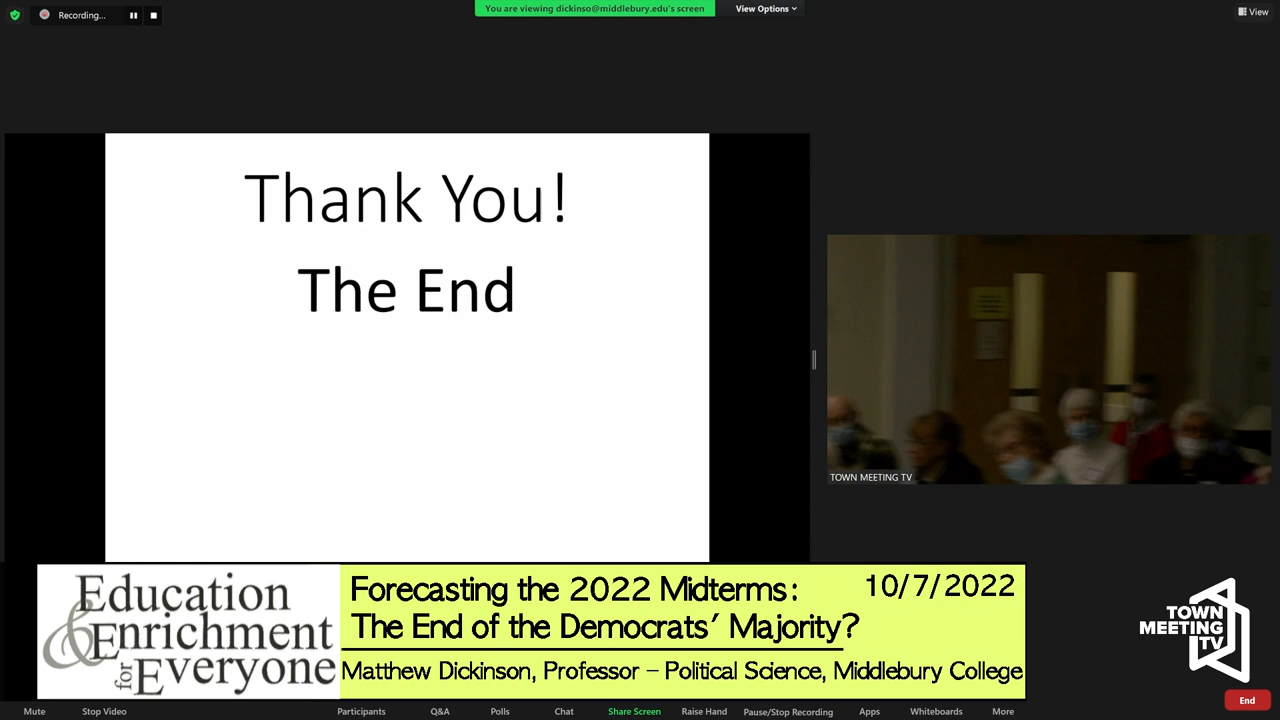 Recording...
You are viewing dickinso@middlebury.edu's screen
View Options
View
Thank You!
The End
TOWN MEETING TV
Education
& Enrichment
for Everyone
Forecasting the 2022 Midterms:
10/7/2022
The End of the Democrats’ Majority?
Matthew Dickinson, Professor – Political Science, Middlebury College
TOWN
MEETING
TV
Mute
Stop Video
Participants
Q&A
Polls
Chat
Share Screen
Raise Hand
Pause/Stop Recording
Apps
Whiteboards
More
End